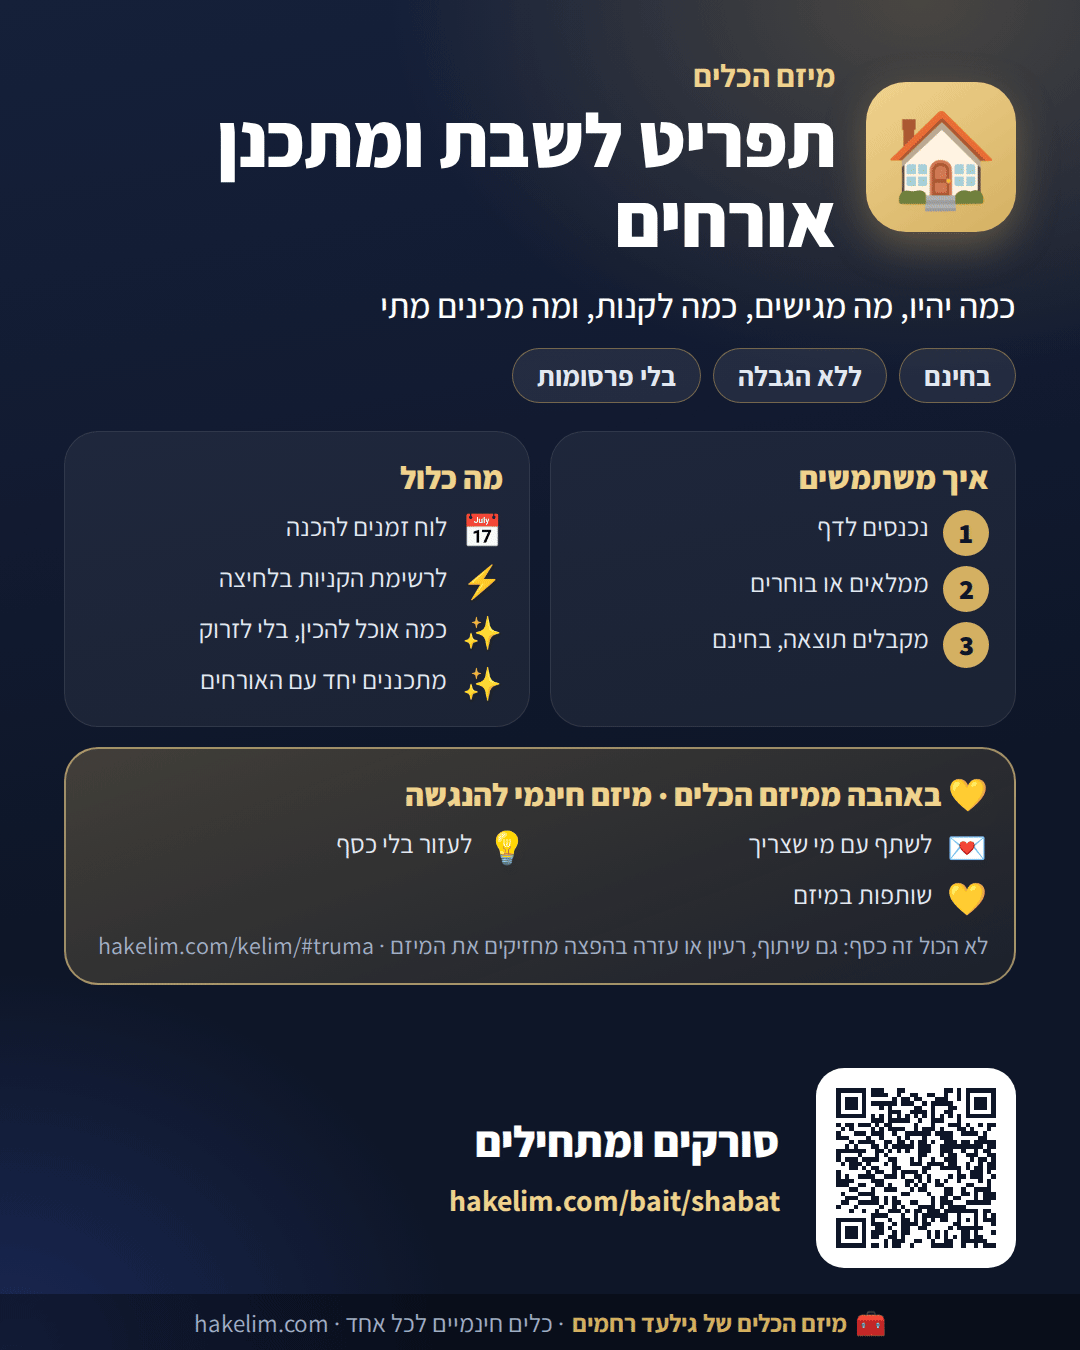 מיזם הכלים
תפריט לשבת ומתכנן
אורחים
כמה יהיו, מה מגישים, כמה לקנות, ומה מכינים מתי
בחינם
ללא הגבלה
בלי פרסומות
איך משתמשים
1 נכנסים לדף
2 ממלאים או בוחרים
3 מקבלים תוצאה, בחינם
מה כלול
July 17 לוח זמנים להכנה
לרשימת הקניות בלחיצה
כמה אוכל להכין, בלי לזרוק
מתכננים יחד עם האורחים
באהבה ממיזם הכלים · מיזם חינמי להנגשה
לשתף עם מי שצריך
לעזור בלי כסף
שותפות במיזם
לא הכול זה כסף: גם שיתוף, רעיון או עזרה בהפצה מחזיקים את המיזם · hakelim.com/kelim/#truma
סורקים ומתחילים
hakelim.com/bait/shabat
מיזם הכלים של גילעד רחמים · כלים חינמיים לכל אחד · hakelim.com